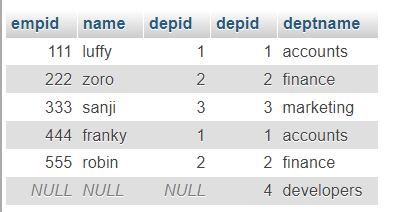 empid name depid depid deptname
111 luffy 1 1 accounts
222 zoro 2 2 finance
333 sanji 3 3 marketing
444 franky 1 1 accounts
555 robin 2 2 finance
NULL NULL NULL 4 developers